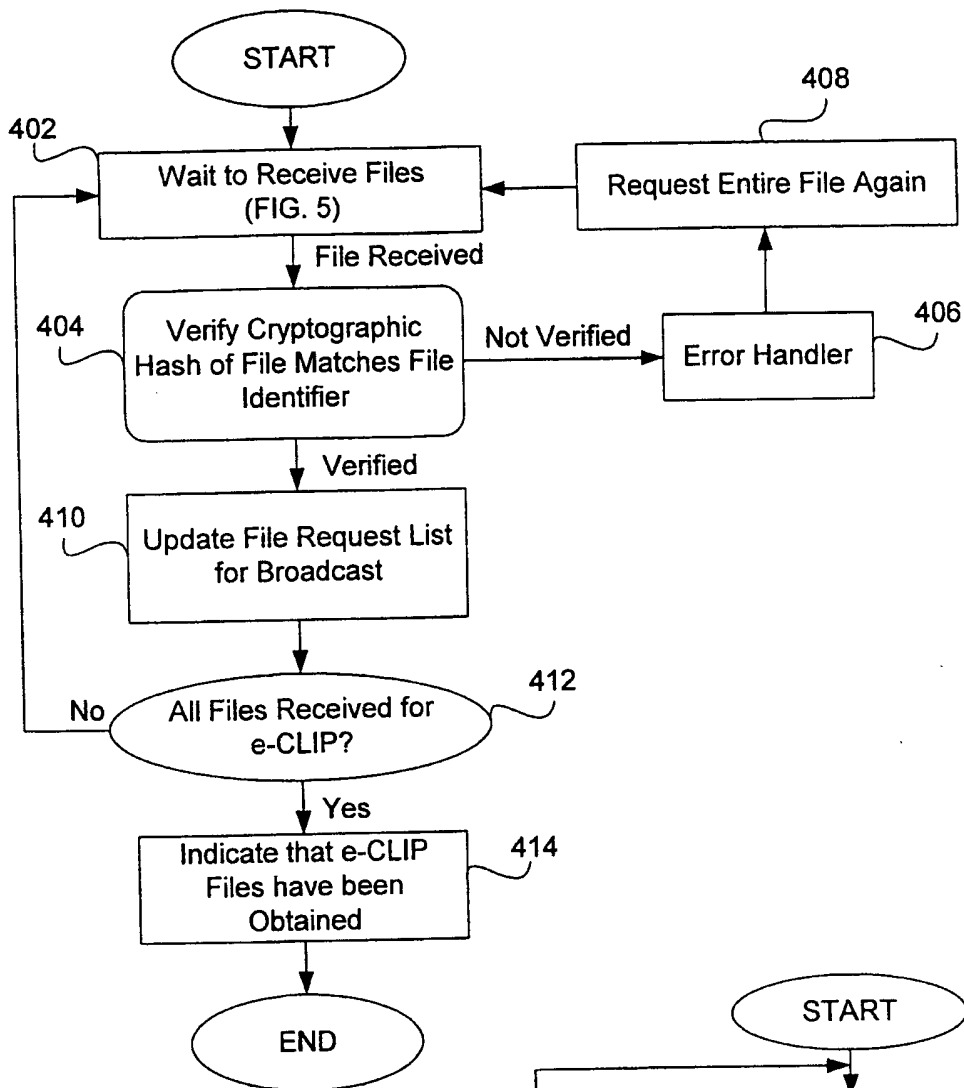 START
402
Wait to Receive Files
(FIG. 5)
408
Request Entire File Again
File Received
404
Verify Cryptographic
Hash of File Matches File
Identifier
Not Verified
406
Error Handler
Verified
410
Update File Request List
for Broadcast
412
All Files Received for
e-CLIP?
No
Yes
414
Indicate that e-CLIP
Files have been
Obtained
END
START